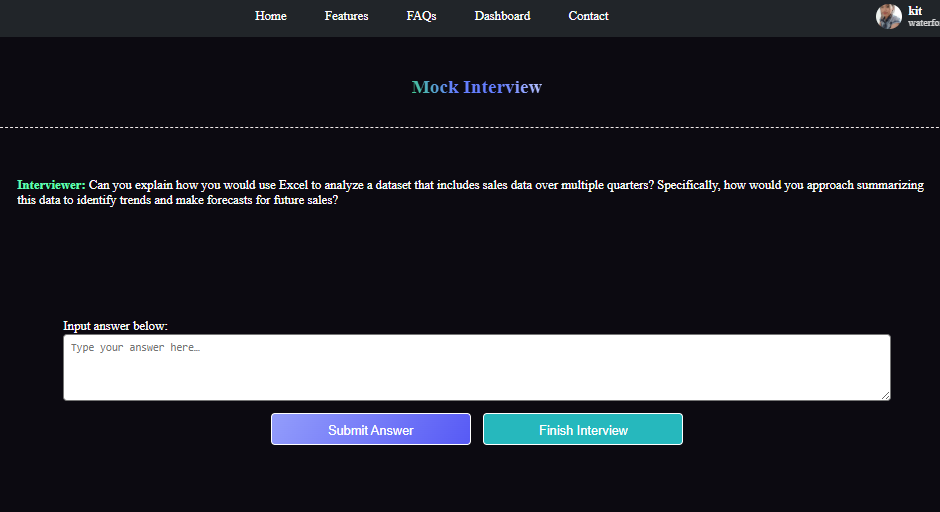 Home Features FAQs Dashboard Contact
kit
Mock Interview
Interviewer: Can you explain how you would use Excel to analyze a dataset that includes sales data over multiple quarters? Specifically, how would you approach summarizing
this data to identify trends and make forecasts for future sales?
Input answer below:
Type your answer here…
Submit Answer Finish Interview